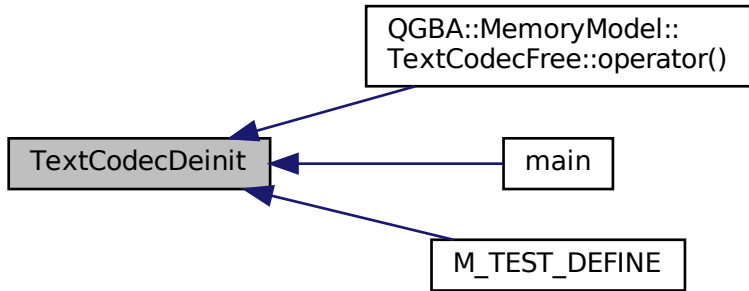 QGBA::MemoryModel::
TextCodecFree::operator()
TextCodecDeinit
main
M_TEST_DEFINE